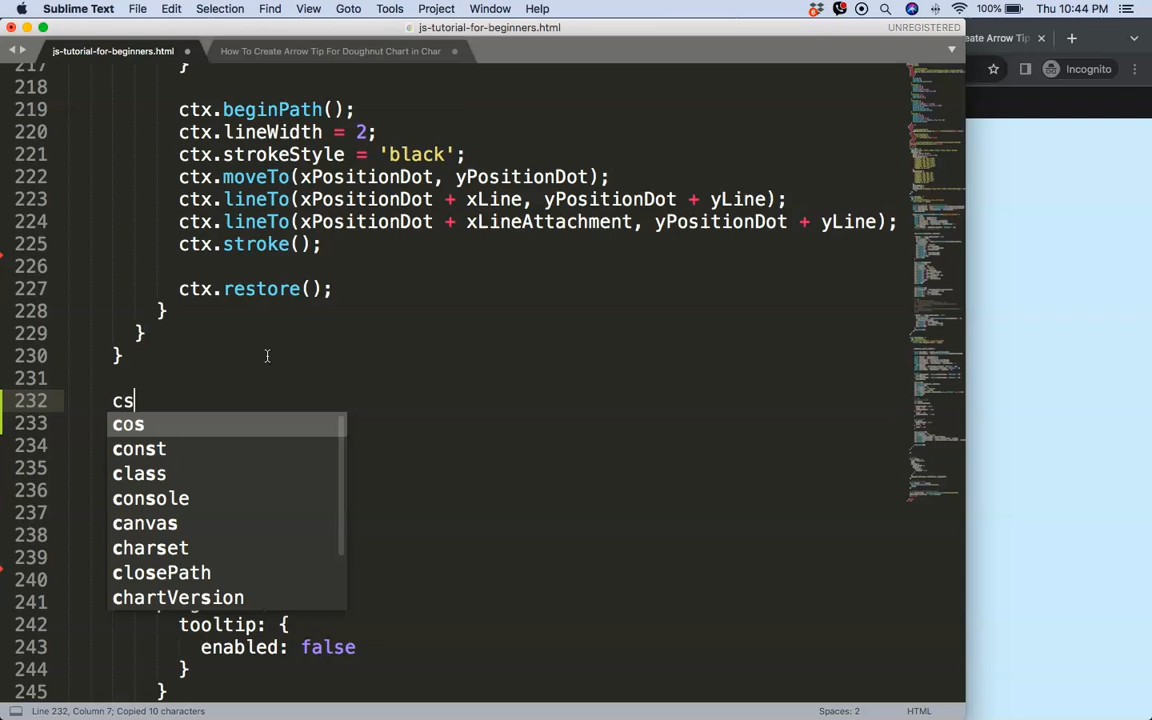 Sublime Text File Edit Selection Find View Goto Tools Project Window Help 100% Thu 10:44 PM
js-tutorial-for-beginners.html UNREGISTERED
js-tutorial-for-beginners.html How To Create Arrow Tip For Doughnut Chart in Char
eate Arrow Tip
Incognito
217 }
218
219 ctx.beginPath();
220 ctx.lineWidth = 2;
221 ctx.strokeStyle = 'black';
222 ctx.moveTo(xPositionDot, yPositionDot);
223 ctx.lineTo(xPositionDot + xLine, yPositionDot + yLine);
224 ctx.lineTo(xPositionDot + xLineAttachment, yPositionDot + yLine);
225 ctx.stroke();
226
227 ctx.restore();
228 }
229 }
230 }
231
232 cs
233 cos
234 const
235 class
236 console
237 canvas
238 charset
239 closePath
240
241 chartVersion
242 tooltip: {
243 enabled: false
244 }
245 }
Line 232, Column 7; Copied 10 characters Spaces: 2 HTML